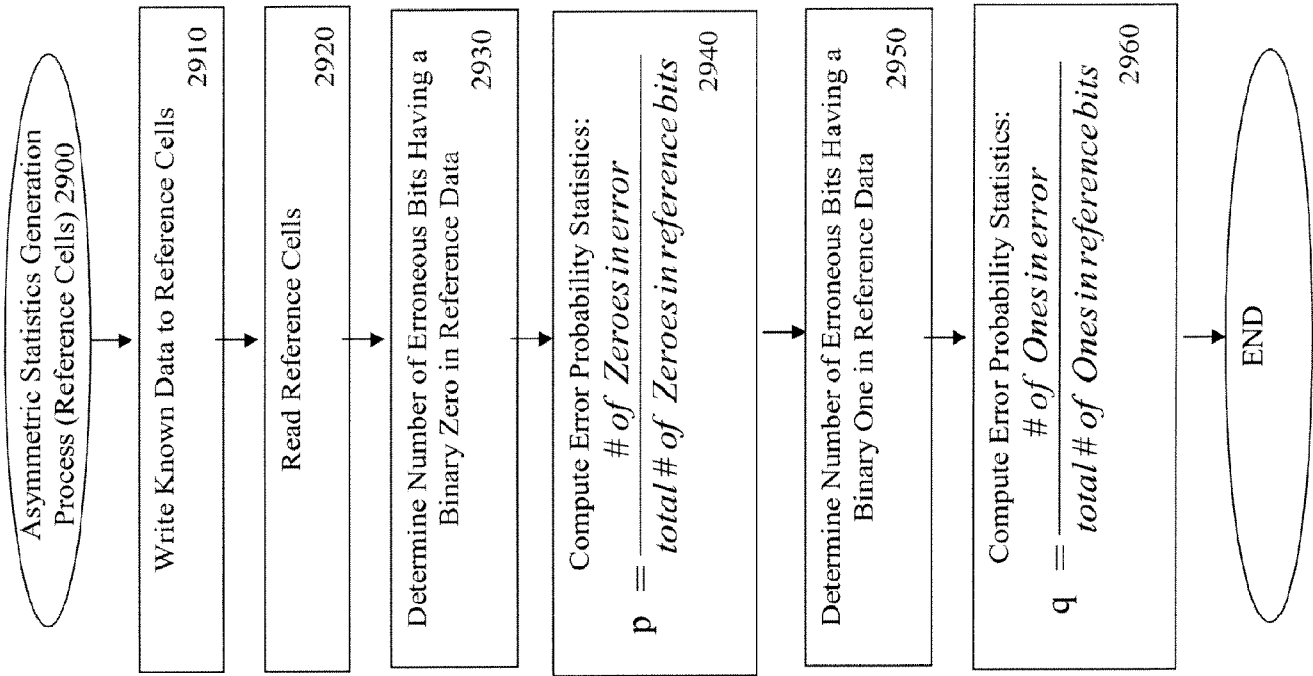 Asymmetric Statistics Generation
Process (Reference Cells) 2900
Write Known Data to Reference Cells
2910
Read Reference Cells
2920
Determine Number of Erroneous Bits Having a
Binary Zero in Reference Data
2930
Compute Error Probability Statistics:
p = # of Zeroes in error
total # of Zeroes in reference bits
2940
Determine Number of Erroneous Bits Having a
Binary One in Reference Data
2950
Compute Error Probability Statistics:
q = # of Ones in error
total # of Ones in reference bits
2960
END